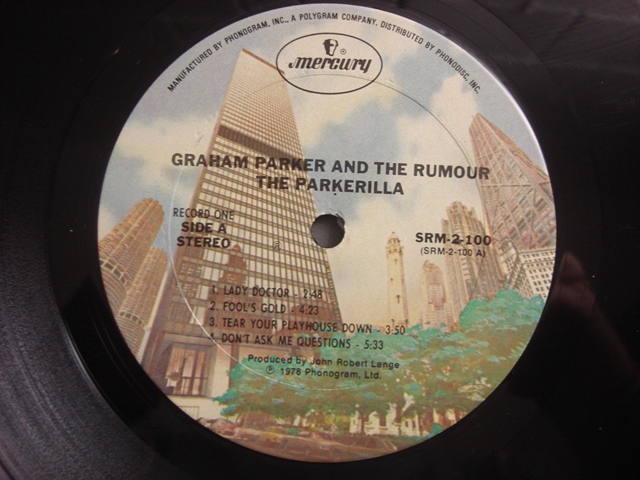 MANUFACTURED BY PHONOGRAM, INC., A POLYGRAM COMPANY. DISTRIBUTED BY PHONODISC, INC.
® mercury
GRAHAM PARKER AND THE RUMOUR
THE PARKERILLA
RECORD ONE
SIDE A
STEREO
SRM-2-100
(SRM-2-100 A)
1. LADY DOCTOR - 2:48
2. FOOL'S GOLD - 4:23
3. TEAR YOUR PLAYHOUSE DOWN - 3:50
4. DON'T ASK ME QUESTIONS - 5:33
Produced by John Robert Lange
℗ 1978 Phonogram, Ltd.